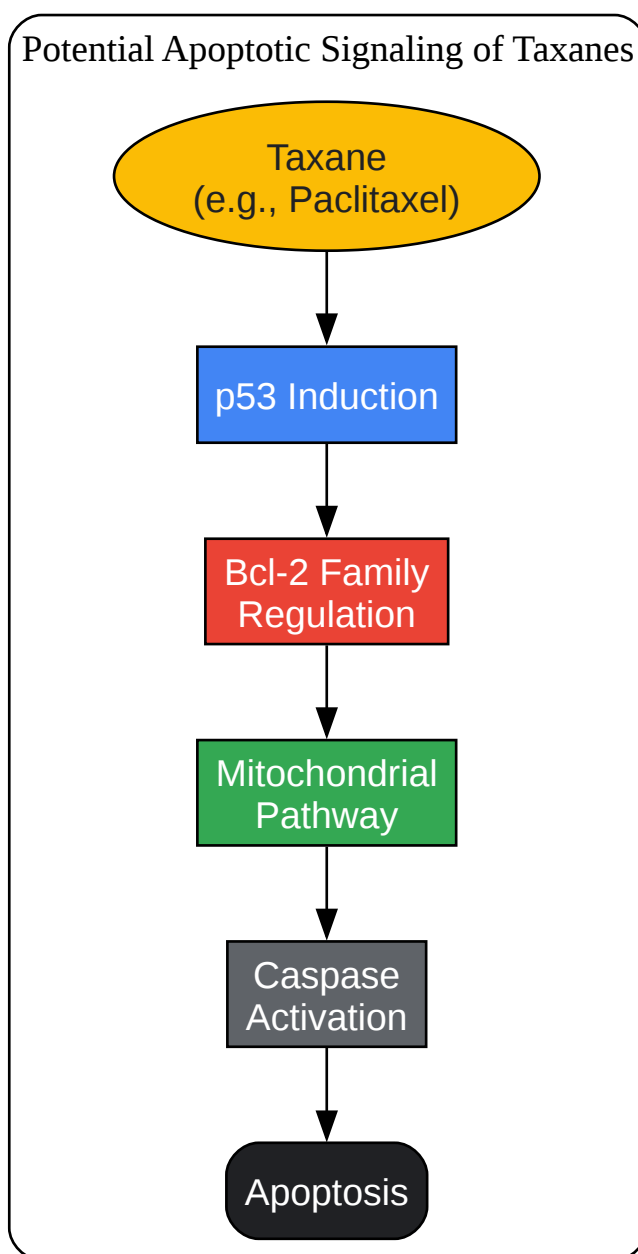 Potential Apoptotic Signaling of Taxanes
Taxane
(e.g., Paclitaxel)
p53 Induction
Bcl-2 Family
Regulation
Mitochondrial
Pathway
Caspase
Activation
Apoptosis